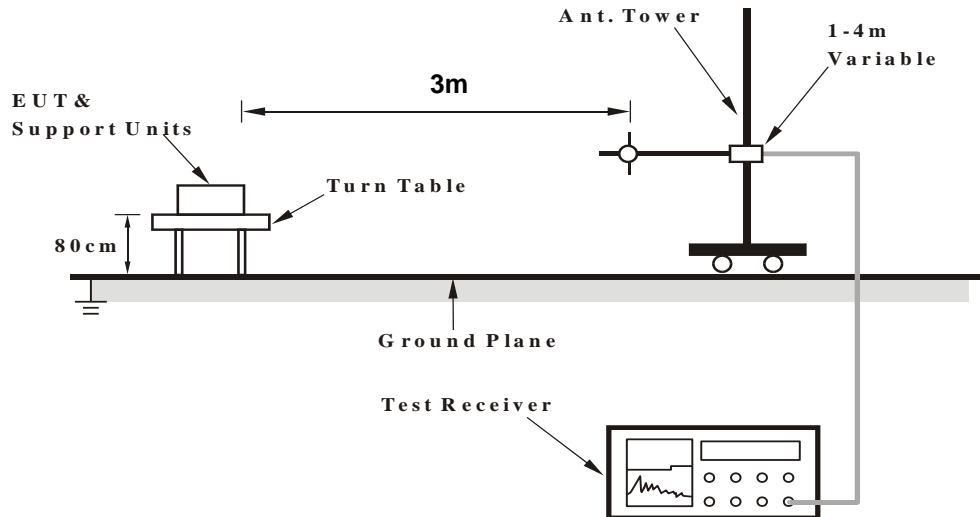 Ant. Tower
1-4m
Variable
3m
EUT&
Support Units
Turn Table
80cm
Ground Plane
Test Receiver